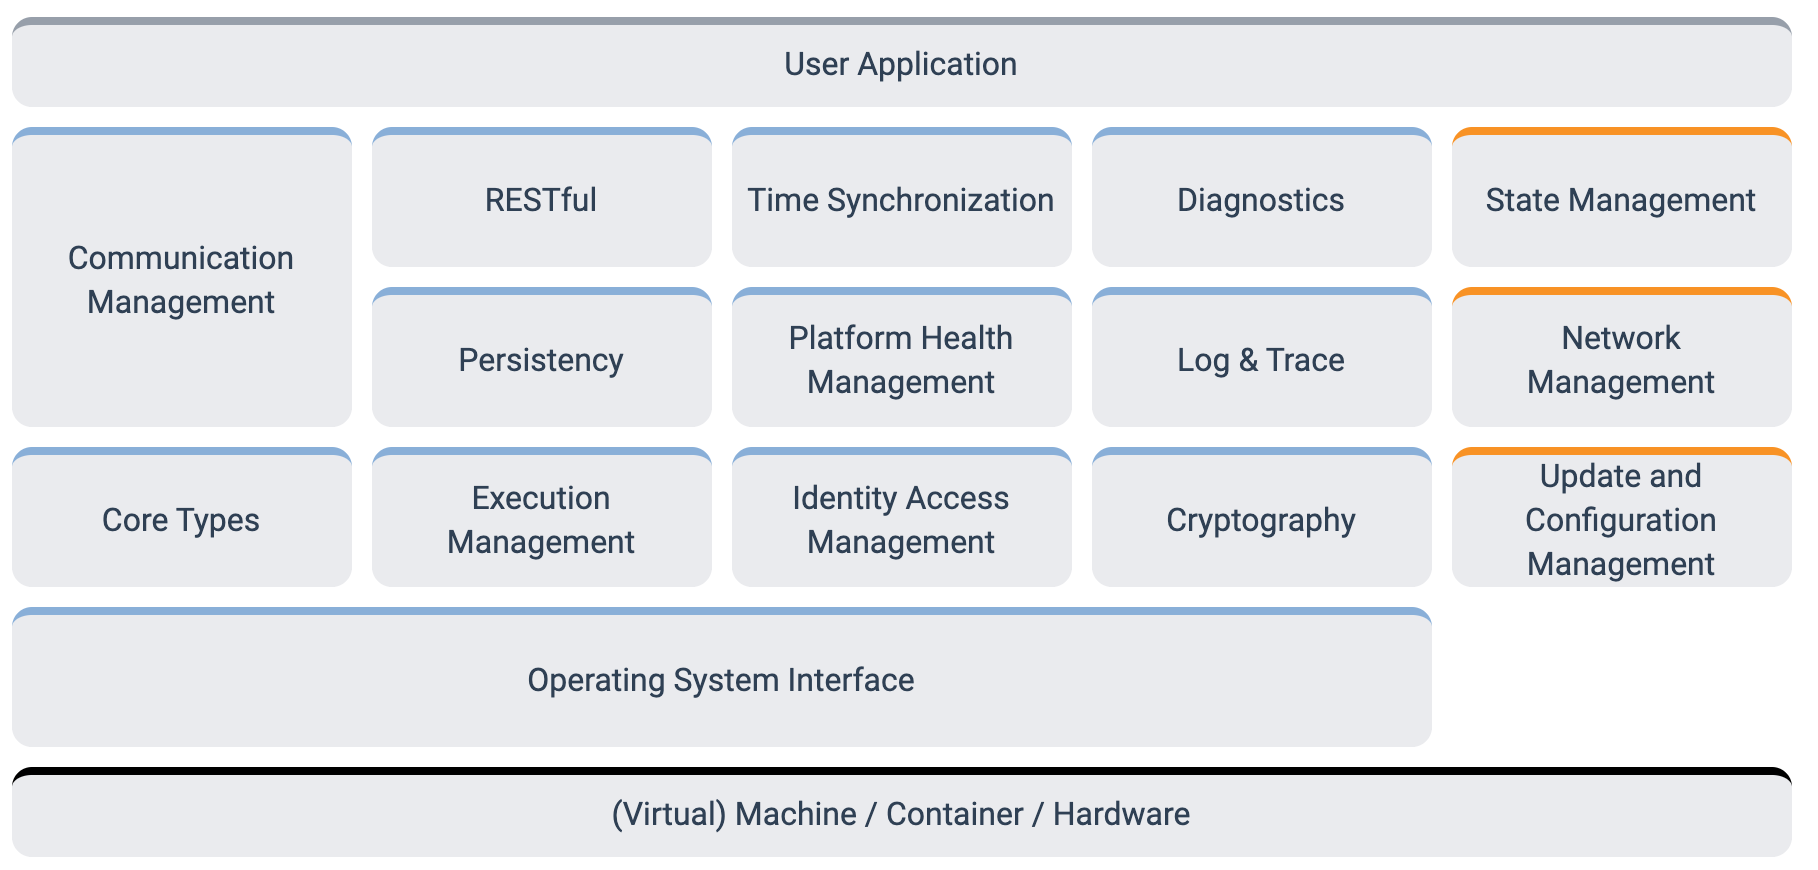 User Application
Communication
Management
RESTful
Time Synchronization
Diagnostics
State Management
Persistency
Platform Health
Management
Log & Trace
Network
Management
Core Types
Execution
Management
Identity Access
Management
Cryptography
Update and
Configuration
Management
Operating System Interface
(Virtual) Machine / Container / Hardware